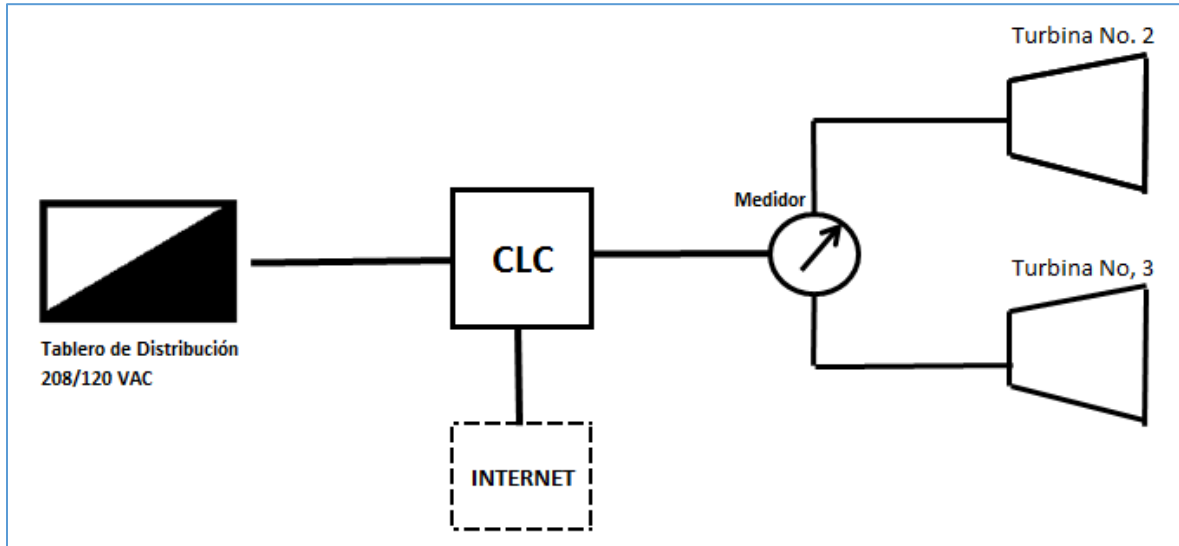 Turbina No. 2
Medidor
CLC
Turbina No, 3
Tablero de Distribución
208/120 VAC
INTERNET